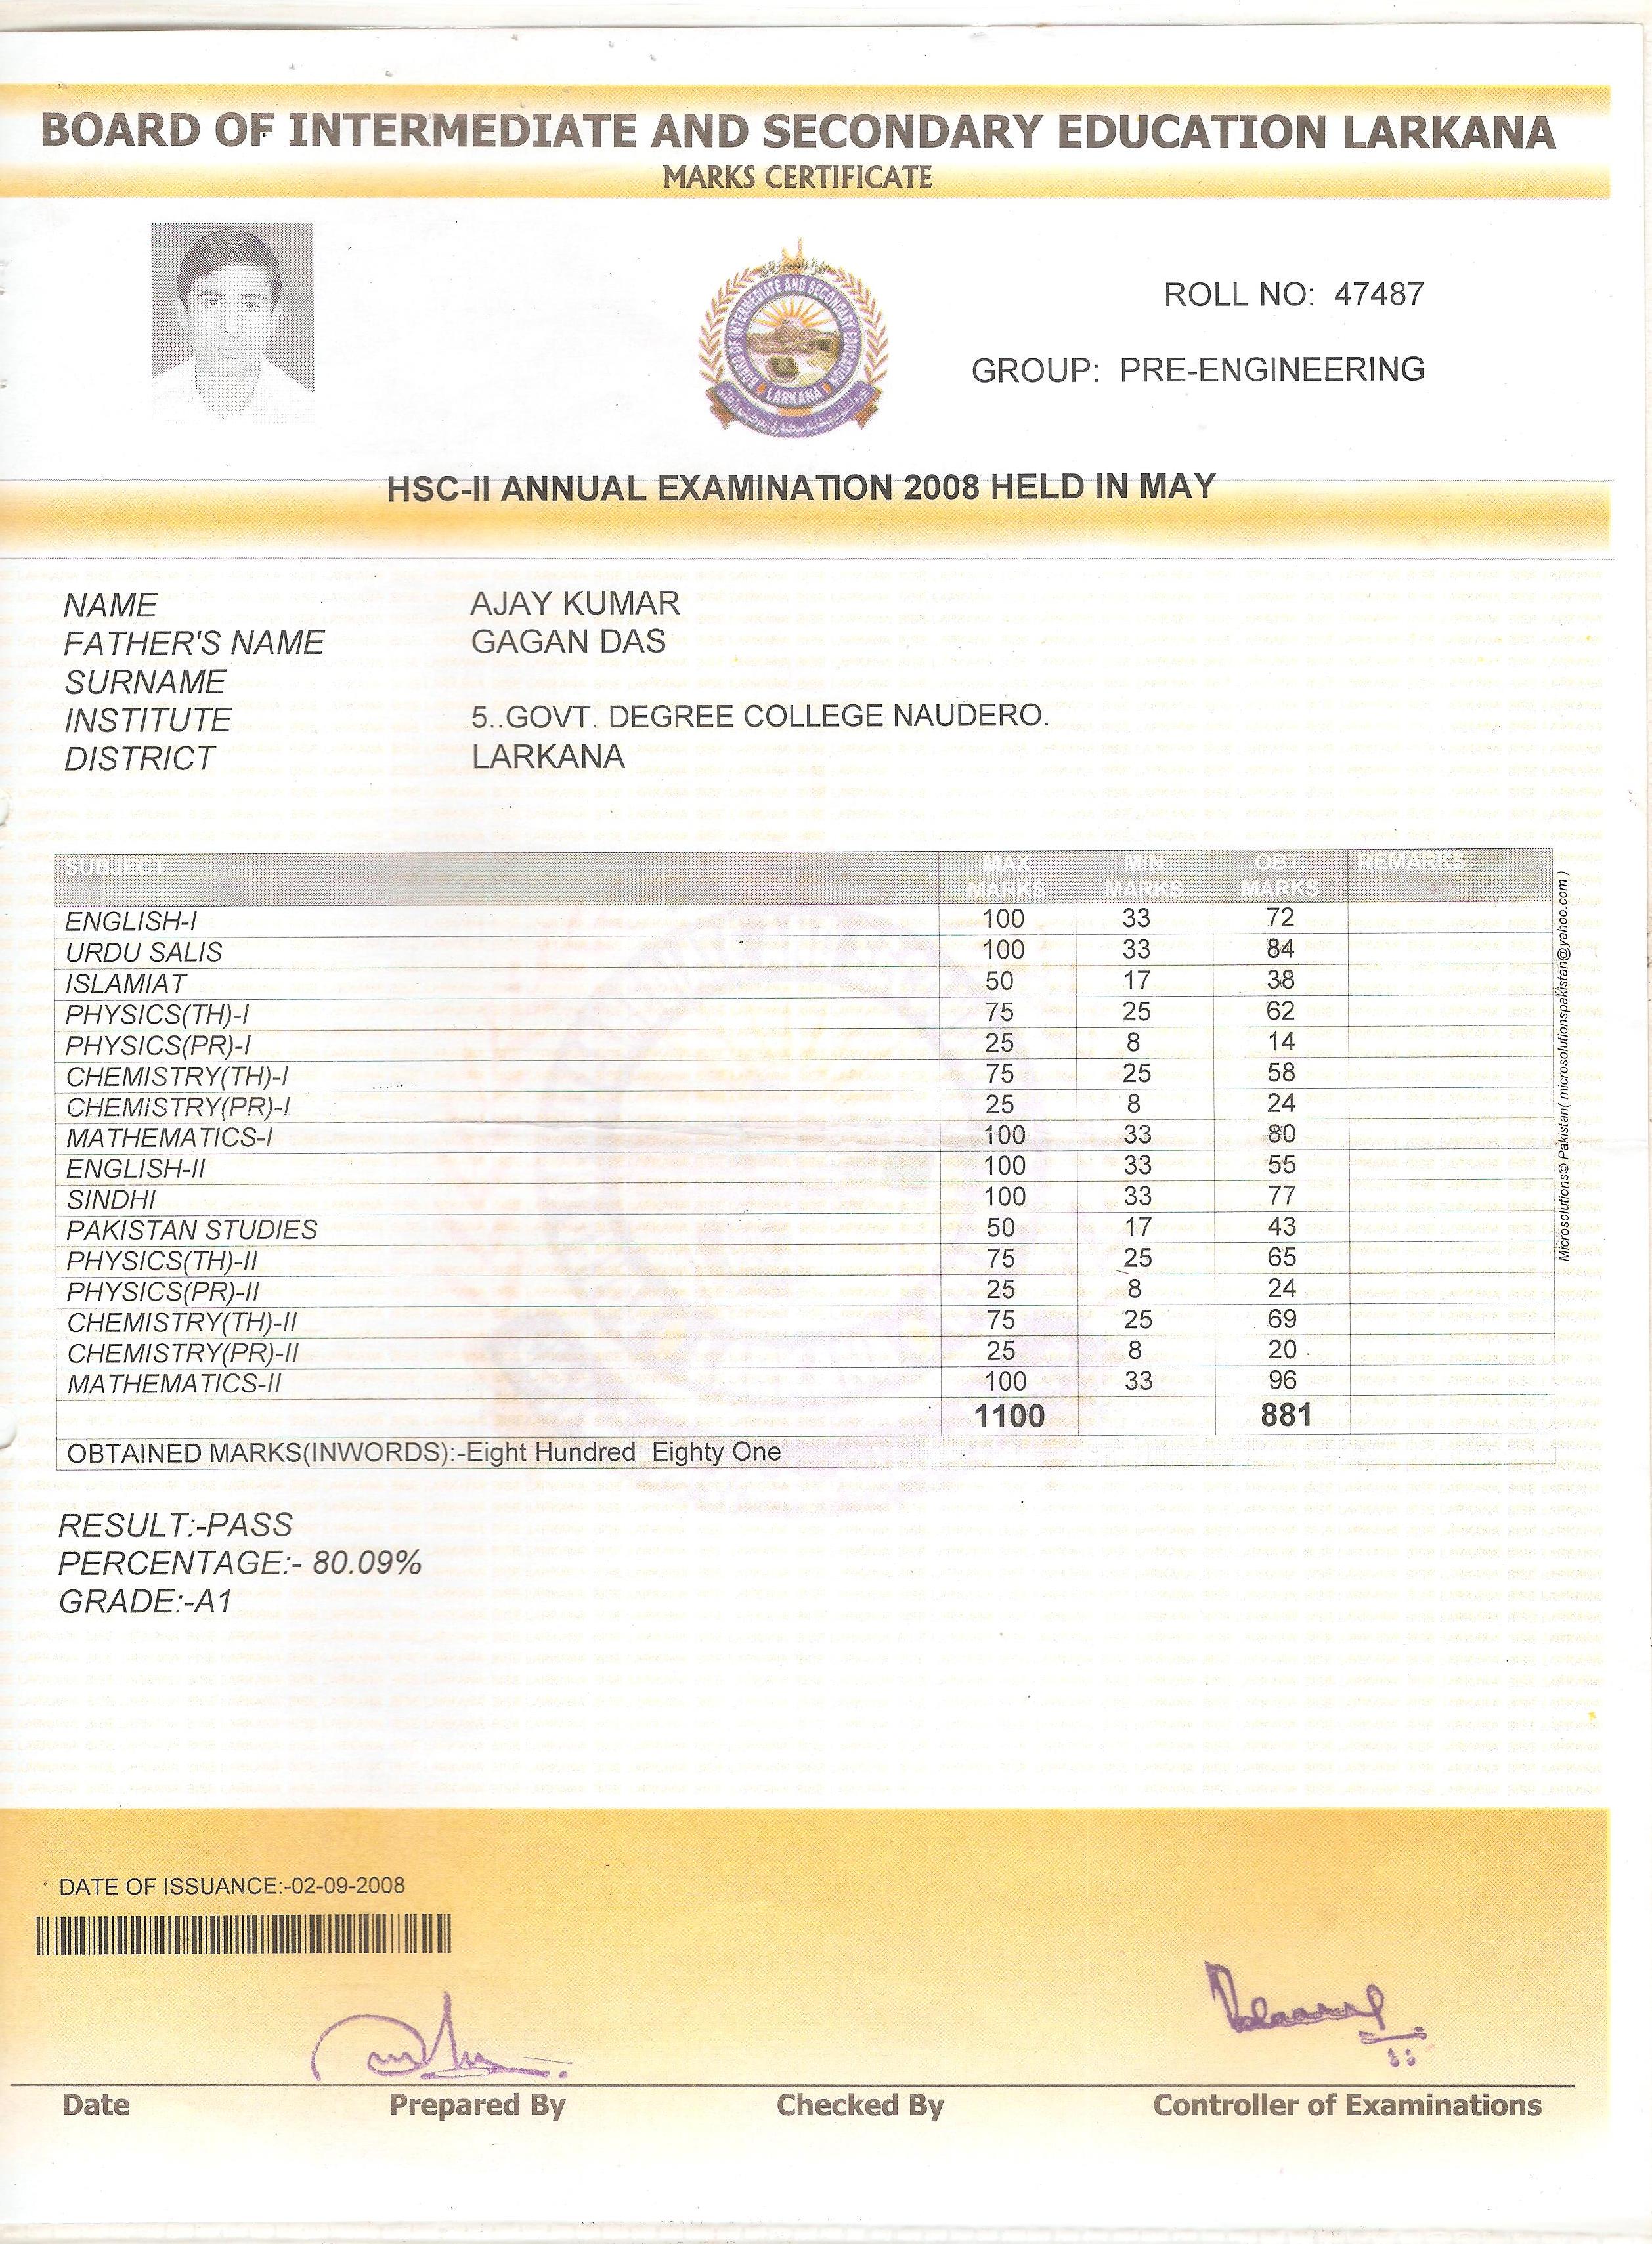 BOARD OF INTERMEDIATE AND SECONDARY EDUCATION LARKANA
MARKS CERTIFICATE
BOARD OF INTERMEDIATE AND SECONDARY EDUCATION
LARKANA
ROLL NO: 47487
GROUP: PRE-ENGINEERING
HSC-II ANNUAL EXAMINATION 2008 HELD IN MAY
NAME AJAY KUMAR
FATHER'S NAME GAGAN DAS
SURNAME
INSTITUTE 5..GOVT. DEGREE COLLEGE NAUDERO.
DISTRICT LARKANA
SUBJECT MAX MARKS MIN MARKS OBT. MARKS REMARKS
ENGLISH-I 100 33 72
URDU SALIS 100 33 84
ISLAMIAT 50 17 38
PHYSICS(TH)-I 75 25 62
PHYSICS(PR)-I 25 8 14
CHEMISTRY(TH)-I 75 25 58
CHEMISTRY(PR)-I 25 8 24
MATHEMATICS-I 100 33 80
ENGLISH-II 100 33 55
SINDHI 100 33 77
PAKISTAN STUDIES 50 17 43
PHYSICS(TH)-II 75 25 65
PHYSICS(PR)-II 25 8 24
CHEMISTRY(TH)-II 75 25 69
CHEMISTRY(PR)-II 25 8 20
MATHEMATICS-II 100 33 96
1100 881
OBTAINED MARKS(INWORDS):-Eight Hundred Eighty One
Microsolutions© Pakistan( microsolutionspakistan@yahoo.com )
RESULT:-PASS
PERCENTAGE:- 80.09%
GRADE:-A1
DATE OF ISSUANCE:-02-09-2008
Date Prepared By Checked By Controller of Examinations